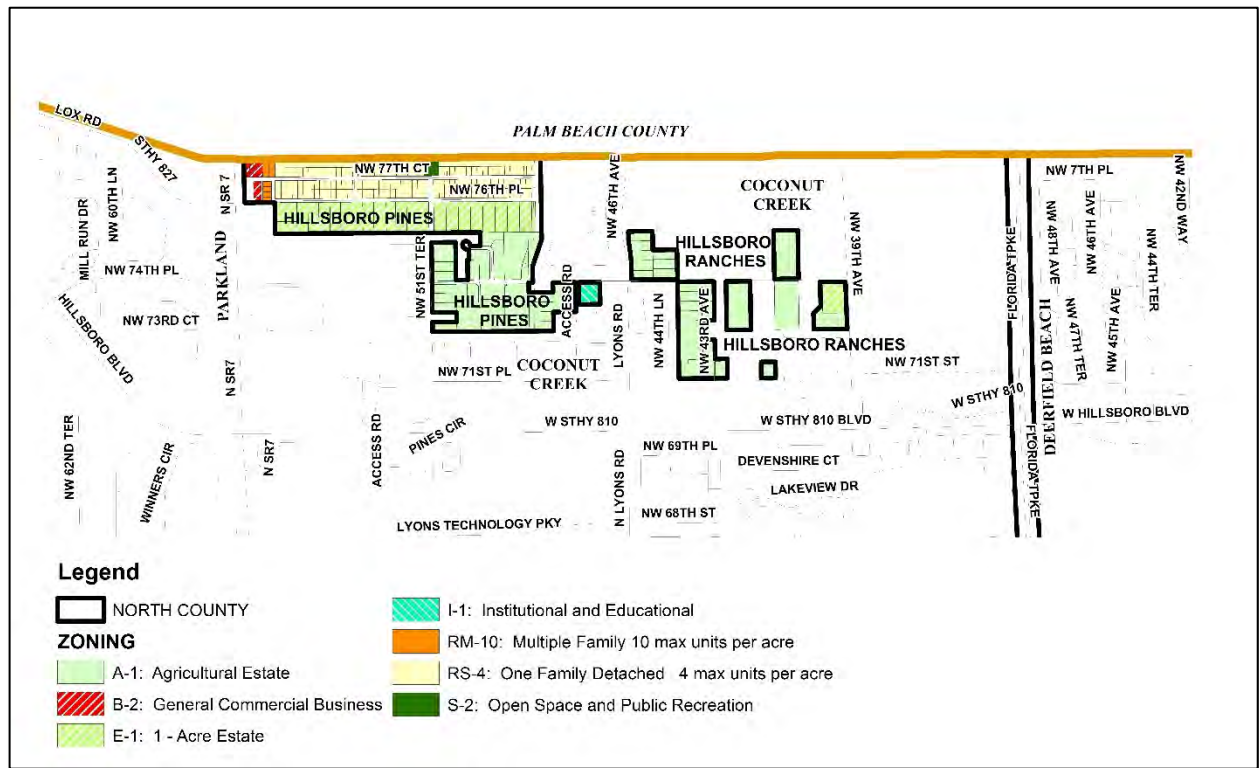 LOX RD
STHY 827
PALM BEACH COUNTY
NW 77TH CT
NW 76TH PL
HILLSBORO PINES
N SR 7
NW 60TH LN
MILL RUN DR
NW 74TH PL
NW 73RD CT
HILLSBORO BLVD
PARKLAND
N SR7
NW 62ND TER
WINNERS CIR
N SR7
NW 51ST TER
HILLSBORO
PINES
ACCESS RD
NW 46TH AVE
COCONUT
CREEK
HILLSBORO
RANCHES
NW 39TH AVE
LYONS RD
NW 44TH LN
NW 43RD AVE
HILLSBORO RANCHES
NW 71ST PL
COCONUT
CREEK
NW 71ST ST
W STHY 810
W STHY 810 BLVD
W STHY 810
ACCESS RD
PINES CIR
N LYONS RD
NW 69TH PL
DEVENSHIRE CT
LAKEVIEW DR
NW 68TH ST
LYONS TECHNOLOGY PKY
FLORIDA TPKE
FLORIDA TPKE
DEERFIELD BEACH
NW 7TH PL
NW 48TH AVE
NW 46TH AVE
NW 47TH TER
NW 45TH AVE
NW 44TH TER
NW 42ND WAY
W HILLSBORO BLVD
Legend
NORTH COUNTY
ZONING
A-1: Agricultural Estate
B-2: General Commercial Business
E-1: 1 - Acre Estate
I-1: Institutional and Educational
RM-10: Multiple Family 10 max units per acre
RS-4: One Family Detached 4 max units per acre
S-2: Open Space and Public Recreation